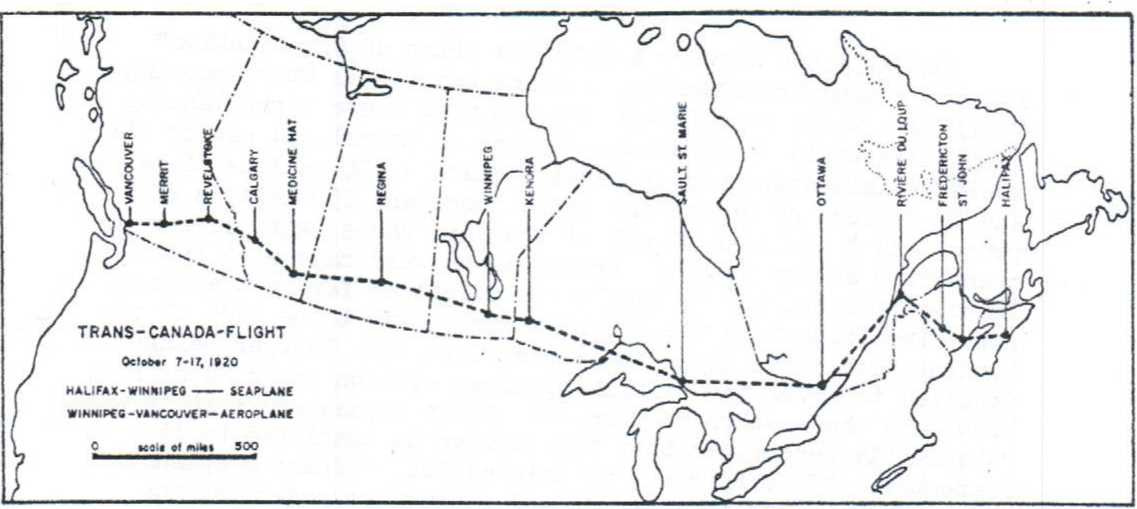 VANCOUVER
MERRIT
REVELSTOKE
CALGARY
MEDICINE HAT
REGINA
WINNIPEG
KENORA
SAULT ST MARIE
OTTAWA
RIVIÈRE DU LOUP
FREDERICTON
ST JOHN
HALIFAX
TRANS-CANADA-FLIGHT
October 7-17, 1920
HALIFAX-WINNIPEG —— SEAPLANE
WINNIPEG-VANCOUVER—AEROPLANE
0 scale of miles 500